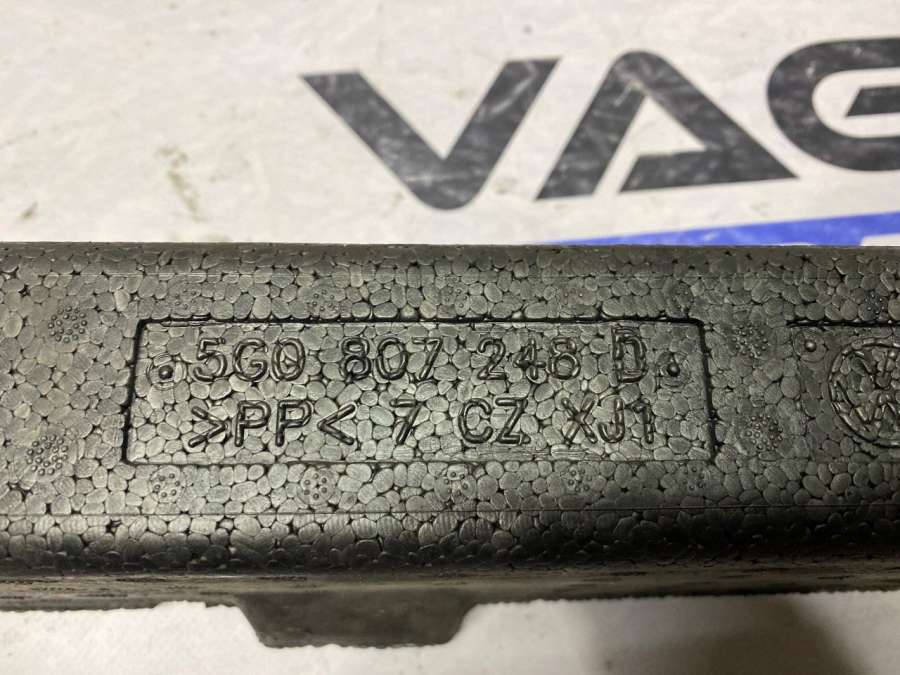 VAG
5G0 807 248 D
>PP< 7 CZ XJ1